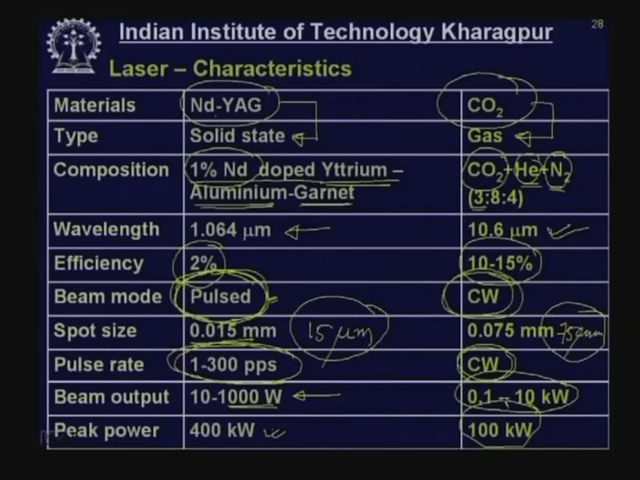 28
Indian Institute of Technology Kharagpur
Laser – Characteristics
Materials Nd-YAG CO₂
Type Solid state Gas
Composition 1% Nd doped Yttrium – CO₂+He+N₂
Aluminium-Garnet (3:8:4)
Wavelength 1.064 μm 10.6 μm
Efficiency 2% 10-15%
Beam mode Pulsed CW
Spot size 0.015 mm 15 μm 0.075 mm 75 μm
Pulse rate 1-300 pps CW
Beam output 10-1000 W 0.1 – 10 kW
Peak power 400 kW 100 kW